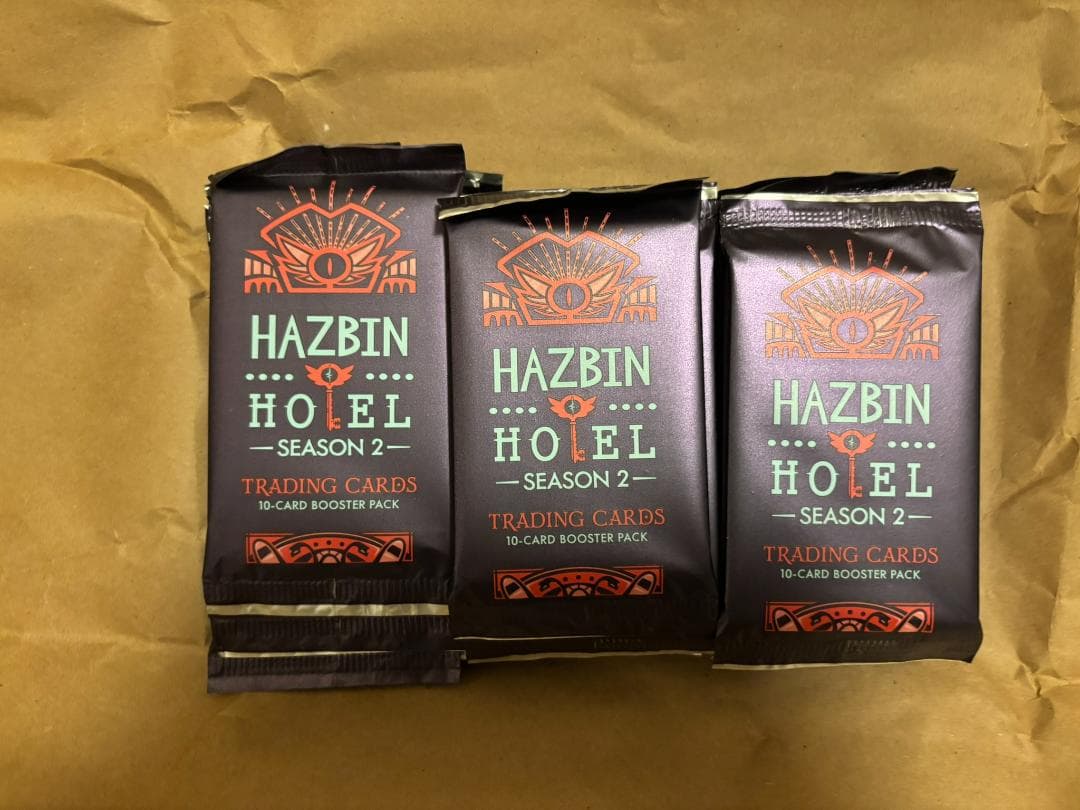 HAZBIN
HOTEL
SEASON 2
TRADING CARDS
10-CARD BOOSTER PACK
HAZBIN
HOTEL
SEASON 2
TRADING CARDS
10-CARD BOOSTER PACK
HAZBIN
HOTEL
SEASON 2
TRADING CARDS
10-CARD BOOSTER PACK